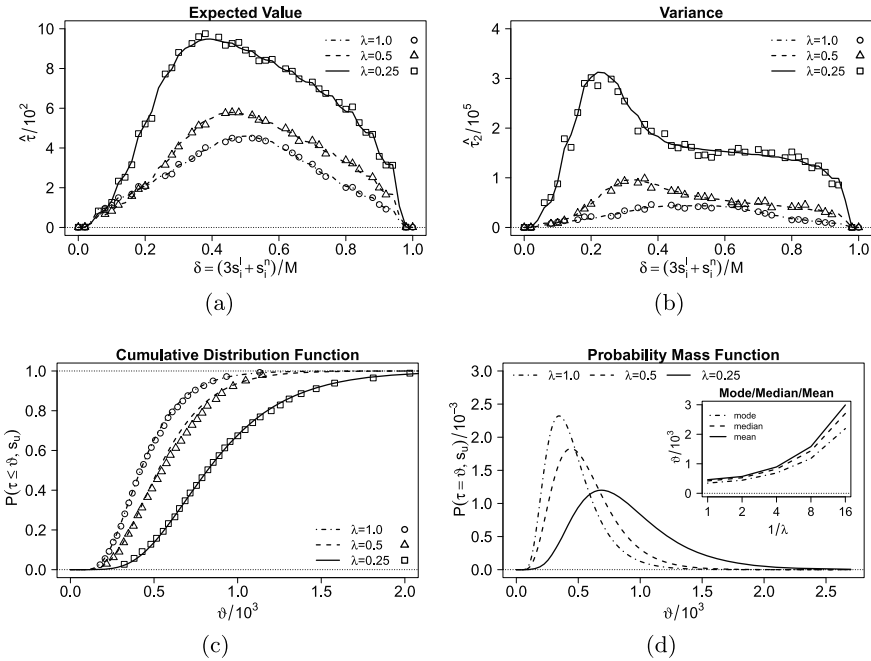 Expected Value
λ=1.0
λ=0.5
λ=0.25
τ̂/10²
0 2 4 6 8 10
0.0 0.2 0.4 0.6 0.8 1.0
δ = (3sᵢˡ+sᵢⁿ)/M
(a)
Variance
λ=1.0
λ=0.5
λ=0.25
τ̂₂/10⁵
0 1 2 3 4
0.0 0.2 0.4 0.6 0.8 1.0
δ = (3sᵢˡ+sᵢⁿ)/M
(b)
Cumulative Distribution Function
P(τ ≤ ϑ, sᵤ)
0.0 0.2 0.4 0.6 0.8 1.0
λ=1.0
λ=0.5
λ=0.25
0.0 0.5 1.0 1.5 2.0
ϑ/10³
(c)
Probability Mass Function
λ=1.0 λ=0.5 λ=0.25
P(τ = ϑ, sᵤ)/10⁻³
0.0 0.5 1.0 1.5 2.0 2.5 3.0
Mode/Median/Mean
mode
median
mean
ϑ/10³
0 1 2 3
1 2 4 8 16
1/λ
0.0 0.5 1.0 1.5 2.0 2.5
ϑ/10³
(d)